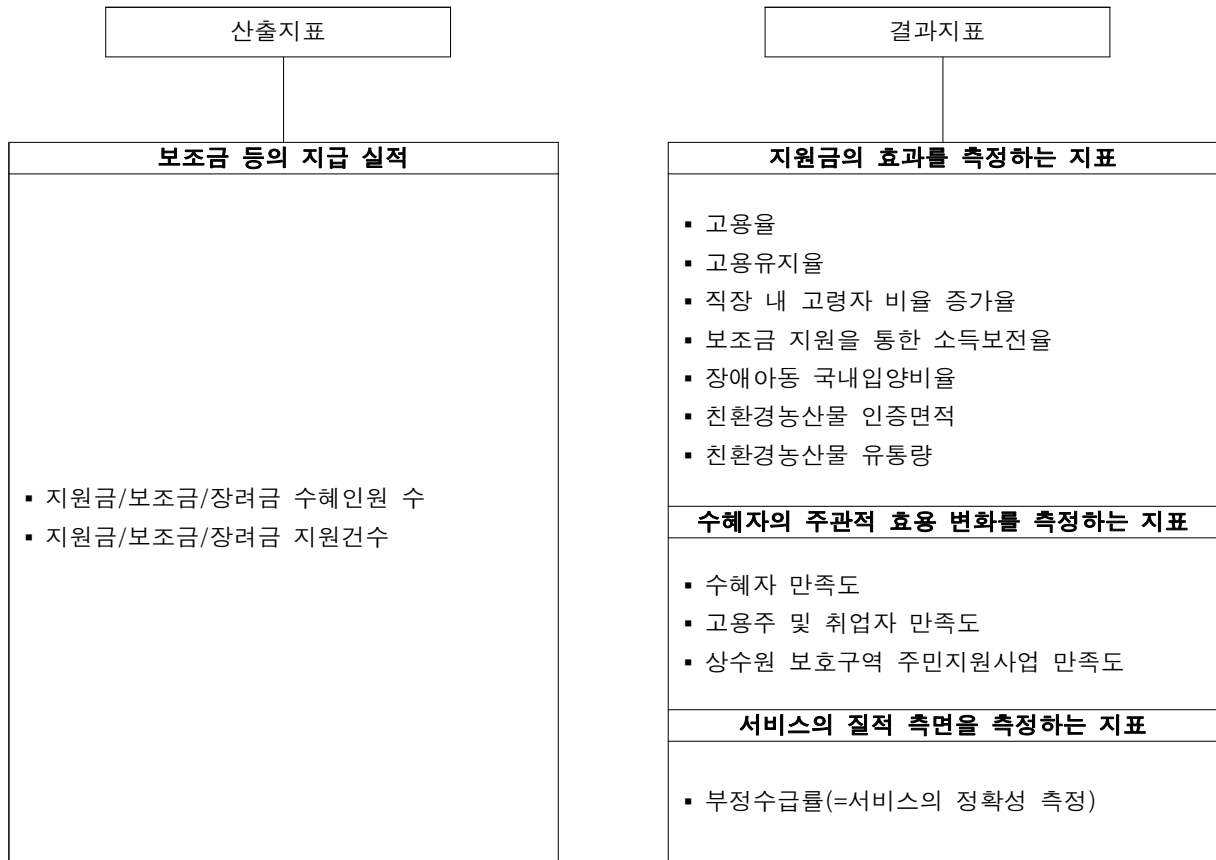 산출지표
보조금 등의 지급 실적
▪ 지원금/보조금/장려금 수혜인원 수
▪ 지원금/보조금/장려금 지원건수
결과지표
지원금의 효과를 측정하는 지표
▪ 고용율
▪ 고용유지율
▪ 직장 내 고령자 비율 증가율
▪ 보조금 지원을 통한 소득보전율
▪ 장애아동 국내입양비율
▪ 친환경농산물 인증면적
▪ 친환경농산물 유통량
수혜자의 주관적 효용 변화를 측정하는 지표
▪ 수혜자 만족도
▪ 고용주 및 취업자 만족도
▪ 상수원 보호구역 주민지원사업 만족도
서비스의 질적 측면을 측정하는 지표
▪ 부정수급률(=서비스의 정확성 측정)